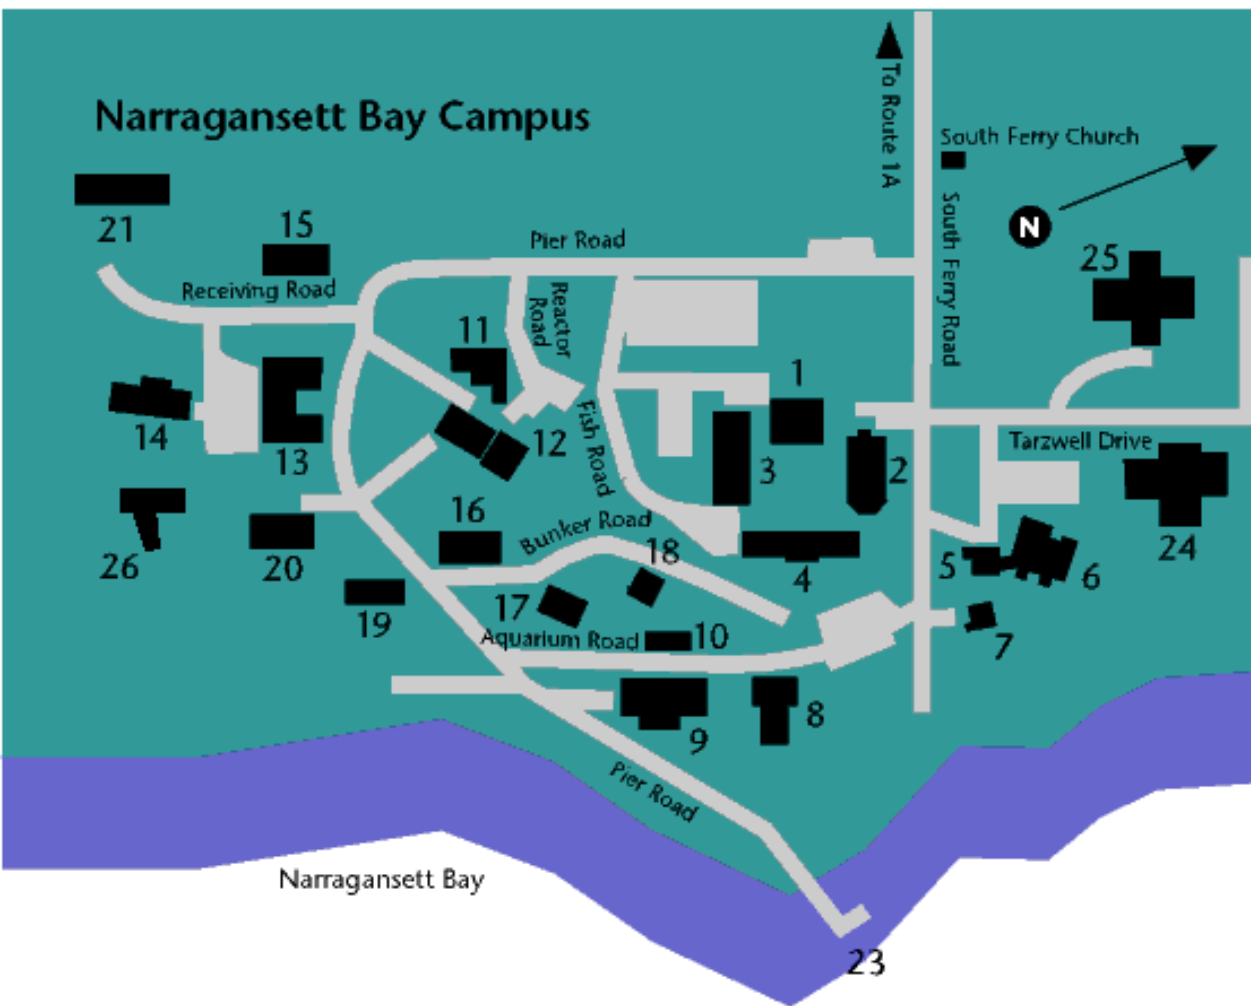 Narragansett Bay Campus
To Route 1A
South Ferry Church
N
South Ferry Road
21
15
Pier Road
25
Receiving Road
Reactor
Road
11
1
14
13
12
Fish Road
3
2
Tarzwell Drive
16
Bunker Road
18
26
20
4
5
6
24
19
17
Aquarium Road
10
7
9
8
Pier Road
Narragansett Bay
23